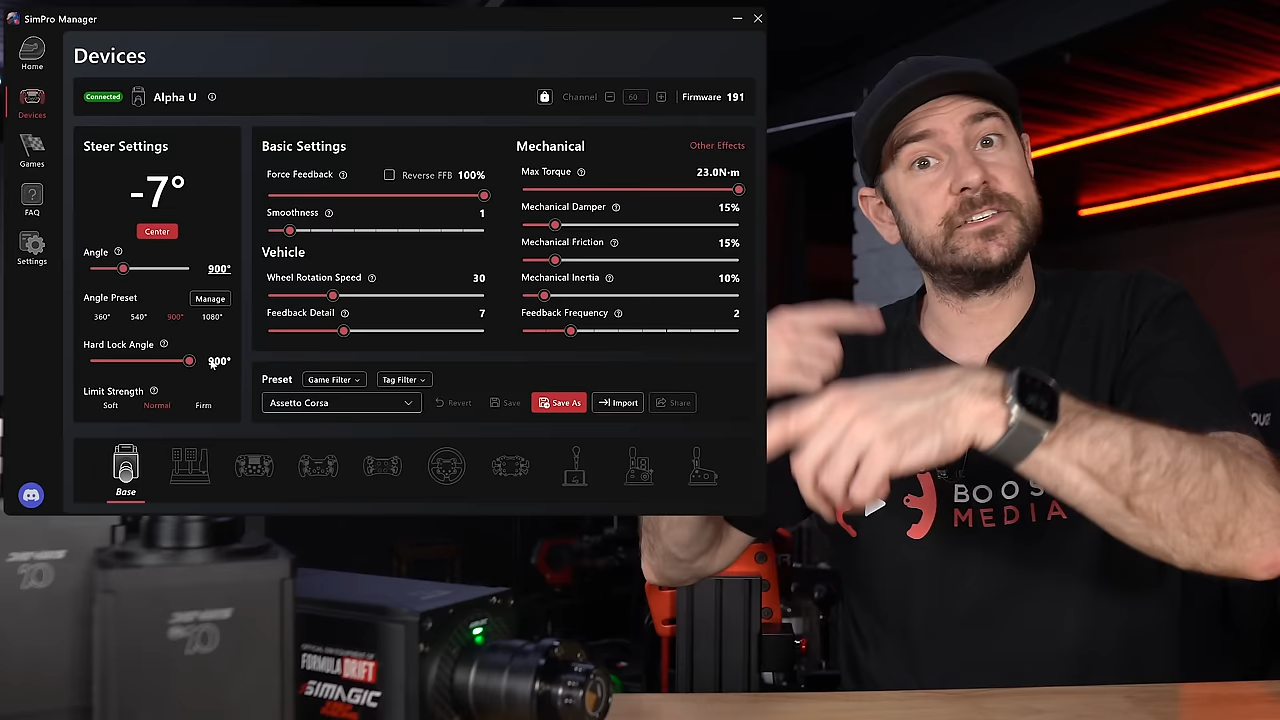 SimPro Manager
Home
Devices
Games
FAQ
Settings
Devices
Connected
Alpha U
Channel
60
Firmware 191
Steer Settings
-7°
Center
Angle
900°
Angle Preset
Manage
360° 540° 900° 1080°
Hard Lock Angle
900°
Limit Strength
Soft Normal Firm
Basic Settings
Force Feedback
Reverse FFB 100%
Smoothness
1
Vehicle
Wheel Rotation Speed
30
Feedback Detail
7
Mechanical
Other Effects
Max Torque
23.0N·m
Mechanical Damper
15%
Mechanical Friction
15%
Mechanical Inertia
10%
Feedback Frequency
2
Preset
Game Filter
Tag Filter
Assetto Corsa
Revert
Save
Save As
Import
Share
Base
MEDIA
FORMULA DRIFT
SIMAGIC